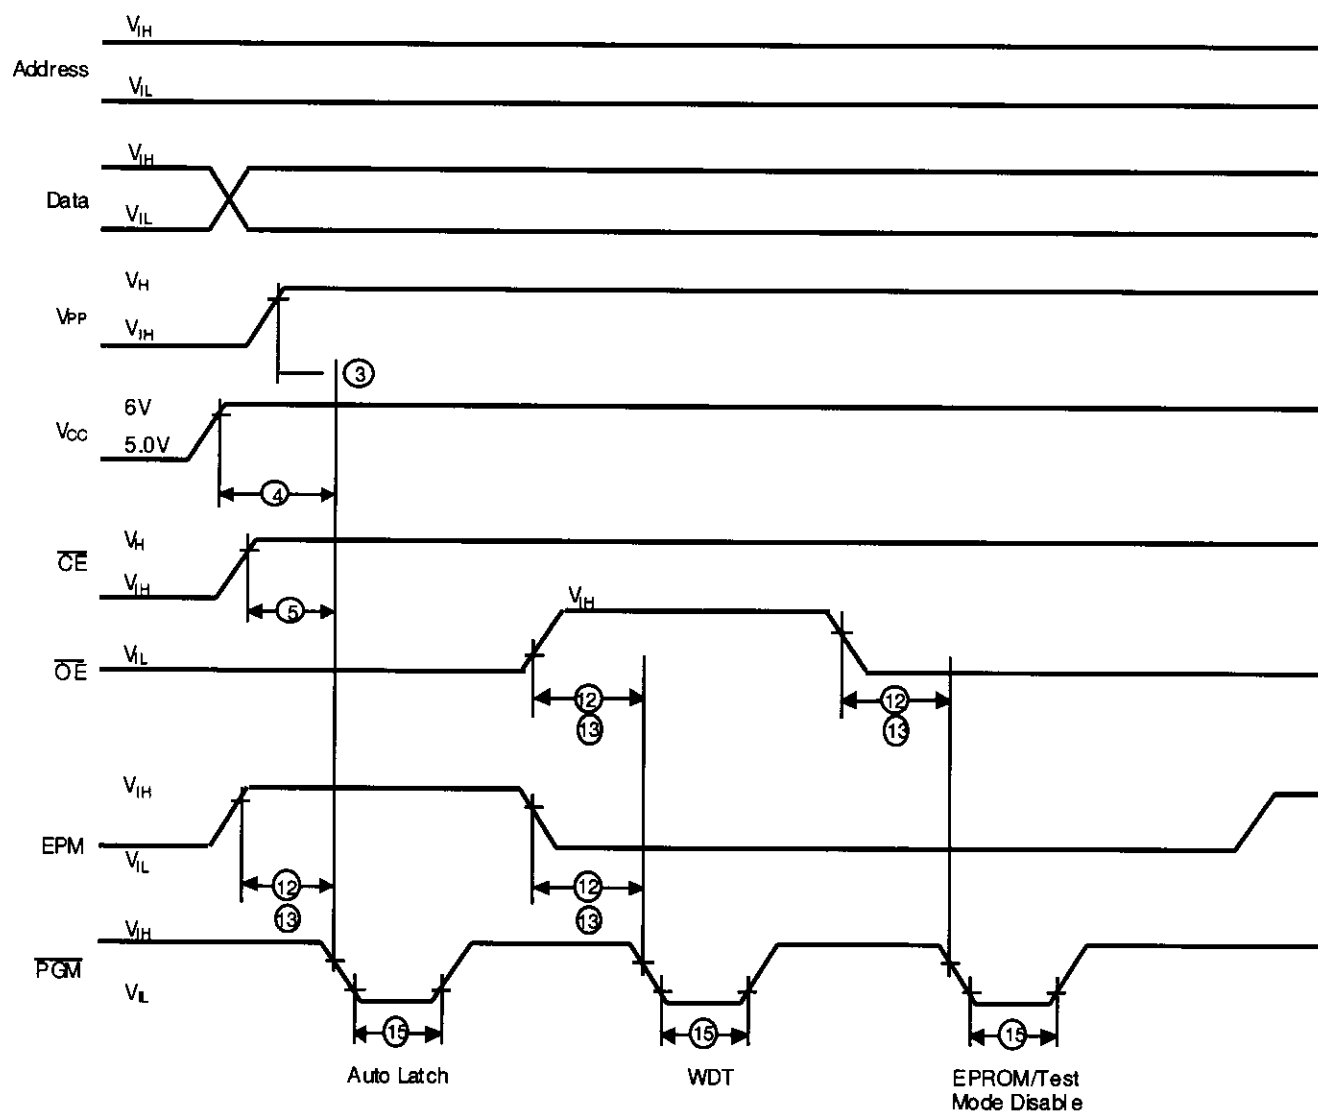 VIH
Address
VIL
VIH
Data
VIL
VH
VPP
VIH
3
6V
VCC
5.0V
4
VH
CE
VIH
5
VIH
VIL
OE
12
13
12
13
VIH
EPM
VIL
12
13
12
13
VIH
PGM
VIL
15
15
15
Auto Latch
WDT
EPROM/Test
Mode Disable